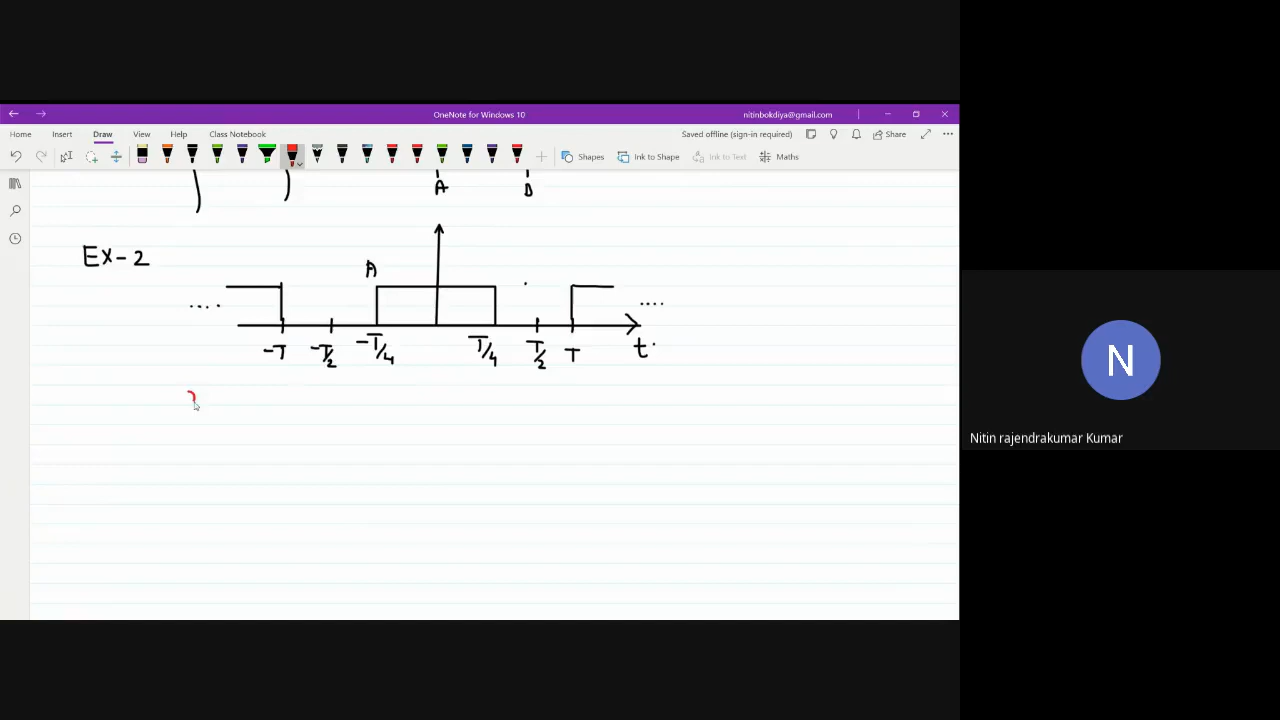 OneNote for Windows 10
nitinbokdiya@gmail.com
Home Insert Draw View Help Class Notebook
Saved offline (sign-in required) Share
Shapes Ink to Shape Ink to Text Maths
A D
Ex-2
A
.... ....
-T -T/2 -T/4 T/4 T/2 T t
Nitin rajendrakumar Kumar
N